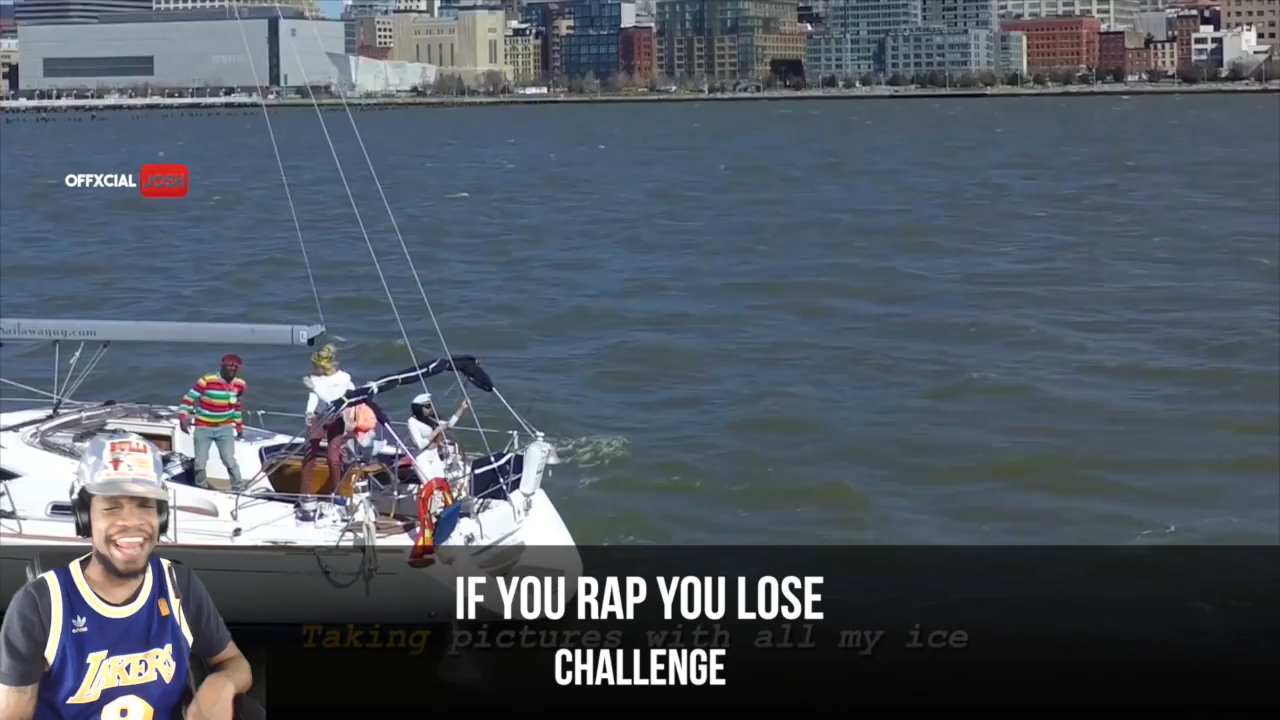 OFFXCIAL JOSH
IF YOU RAP YOU LOSE
Taking pictures with all my ice
CHALLENGE
LAKERS